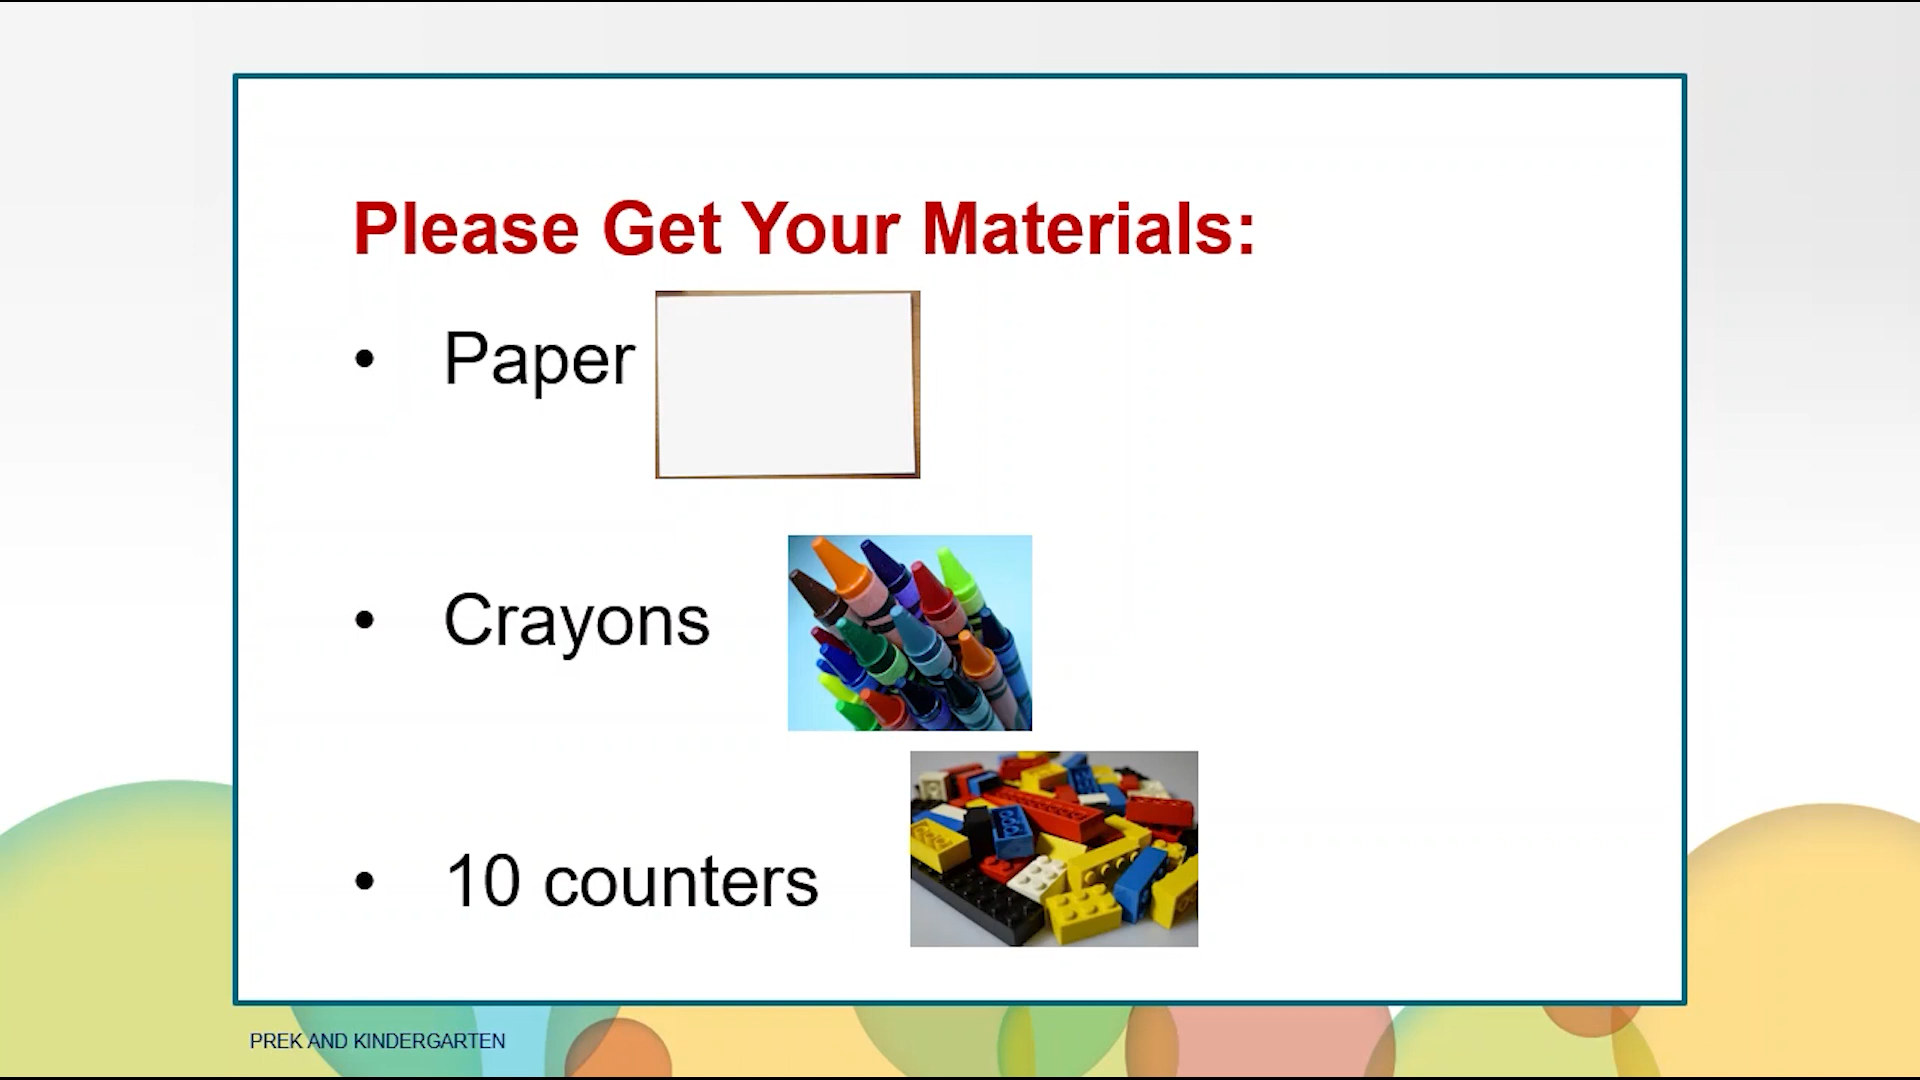 Please Get Your Materials:
• Paper
• Crayons
• 10 counters
PREK AND KINDERGARTEN